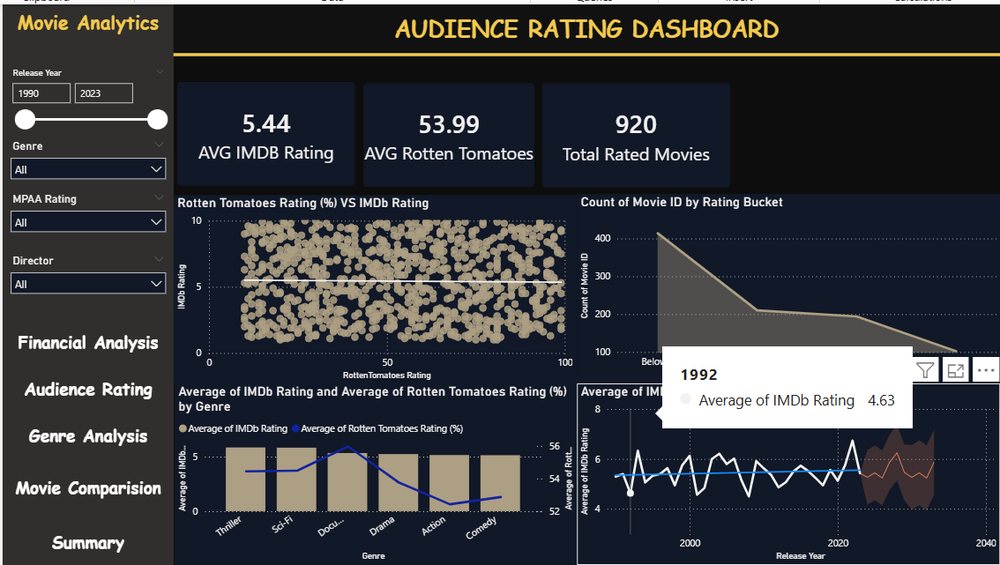 Movie Analytics
AUDIENCE RATING DASHBOARD
Release Year
1990
2023
Genre
All
MPAA Rating
All
Director
All
Financial Analysis
Audience Rating
Genre Analysis
Movie Comparision
Summary
5.44
AVG IMDB Rating
53.99
AVG Rotten Tomatoes
920
Total Rated Movies
Rotten Tomatoes Rating (%) VS IMDb Rating
IMDb Rating
10
5
0
0
50
100
RottenTomatoes Rating
Count of Movie ID by Rating Bucket
Count of Movie ID
400
300
200
100
Average of IMDb Rating and Average of Rotten Tomatoes Rating (%)
by Genre
Average of IMDb Rating
Average of Rotten Tomatoes Rating (%)
Average of IMDb...
5
0
56
54
52
Average of Rott...
Thriller
Sci-Fi
Docu...
Drama
Action
Comedy
Genre
1992
Average of IMDb Rating 4.63
Average of
Average of IMDb Rating
8
6
4
2000
2020
2040
Release Year